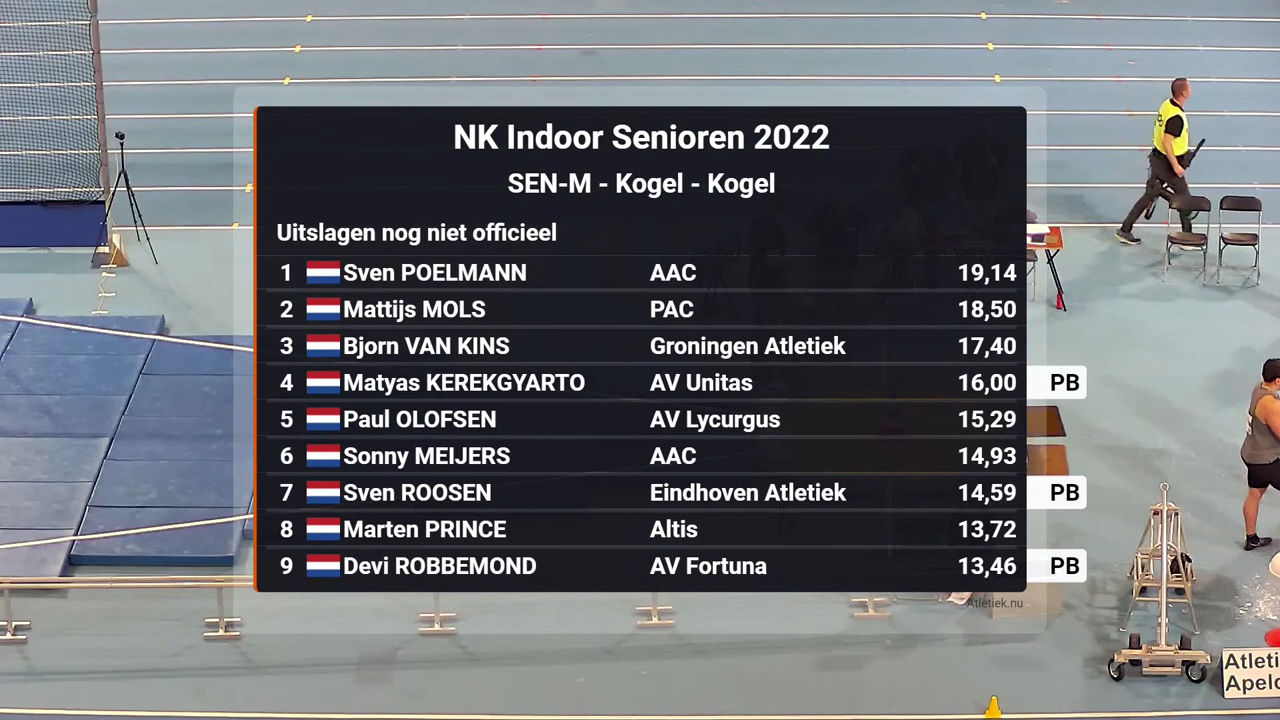 NK Indoor Senioren 2022
SEN-M - Kogel - Kogel
Uitslagen nog niet officieel
1 Sven POELMANN AAC 19,14
2 Mattijs MOLS PAC 18,50
3 Bjorn VAN KINS Groningen Atletiek 17,40
4 Matyas KEREKGYARTO AV Unitas 16,00 PB
5 Paul OLOFSEN AV Lycurgus 15,29
6 Sonny MEIJERS AAC 14,93
7 Sven ROOSEN Eindhoven Atletiek 14,59 PB
8 Marten PRINCE Altis 13,72
9 Devi ROBBEMOND AV Fortuna 13,46 PB
Atletiek.nu
Atleti
Apeld